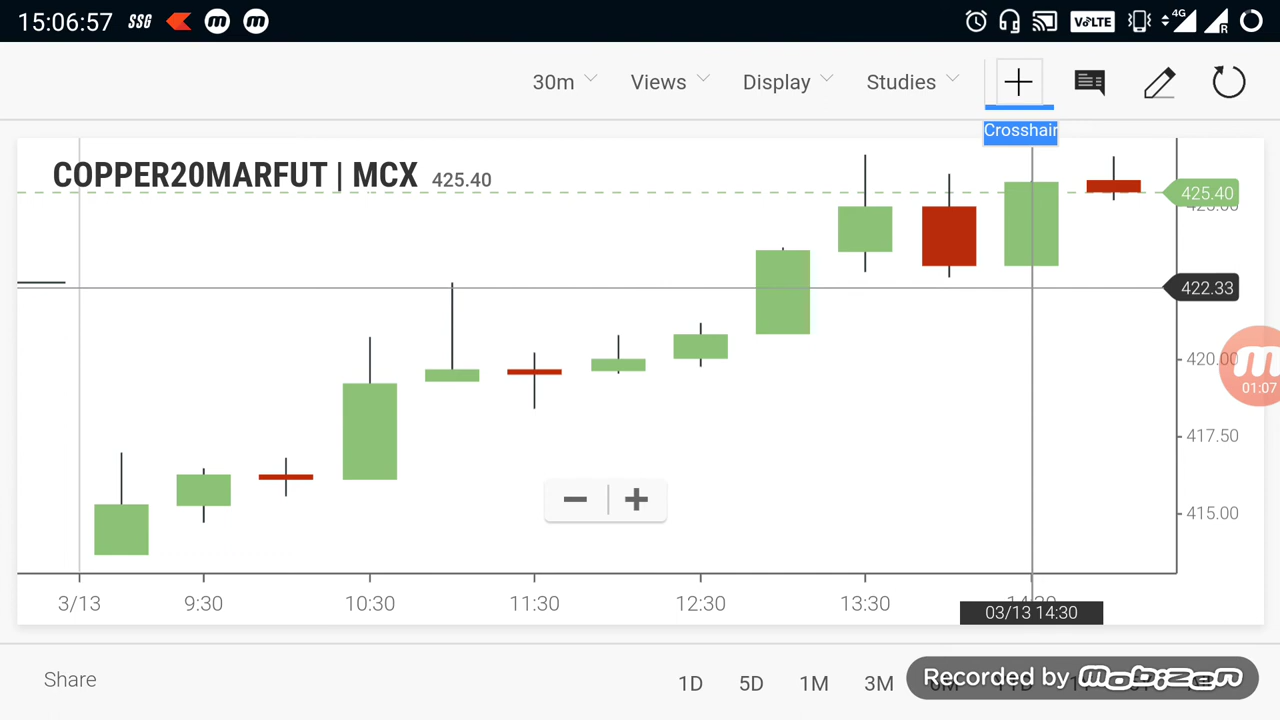 15:06:57 SSG m m VoLTE 4G R
30m Views Display Studies
Crosshair
COPPER20MARFUT | MCX 425.40
425.40
422.33
420.00
m
01:07
417.50
415.00
3/13 9:30 10:30 11:30 12:30 13:30
03/13 14:30
Share 1D 5D 1M 3M
Recorded by mobizen